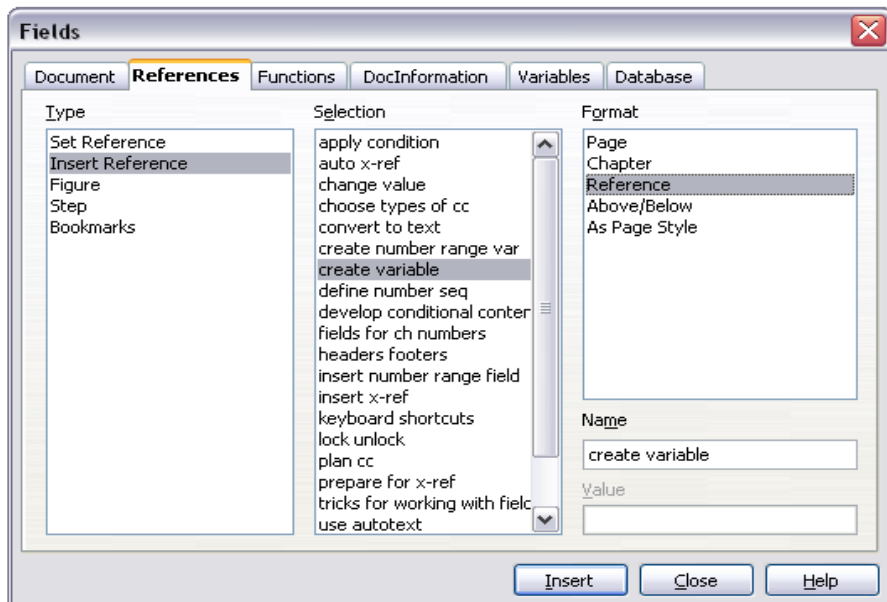 Fields
Document References Functions DocInformation Variables Database
Type
Set Reference
Insert Reference
Figure
Step
Bookmarks
Selection
apply condition
auto x-ref
change value
choose types of cc
convert to text
create number range var
create variable
define number seq
develop conditional conter
fields for ch numbers
headers footers
insert number range field
insert x-ref
keyboard shortcuts
lock unlock
plan cc
prepare for x-ref
tricks for working with fielc
use autotext
Format
Page
Chapter
Reference
Above/Below
As Page Style
Name
create variable
Value
Insert Close Help